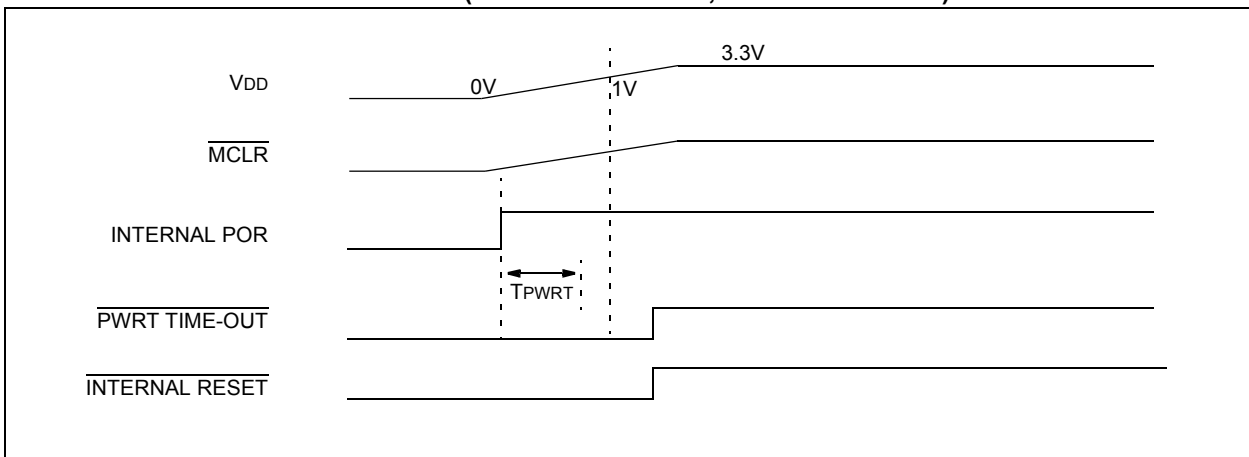 3.3V
VDD
0V
1V
MCLR
INTERNAL POR
TPWRT
PWRT TIME-OUT
INTERNAL RESET